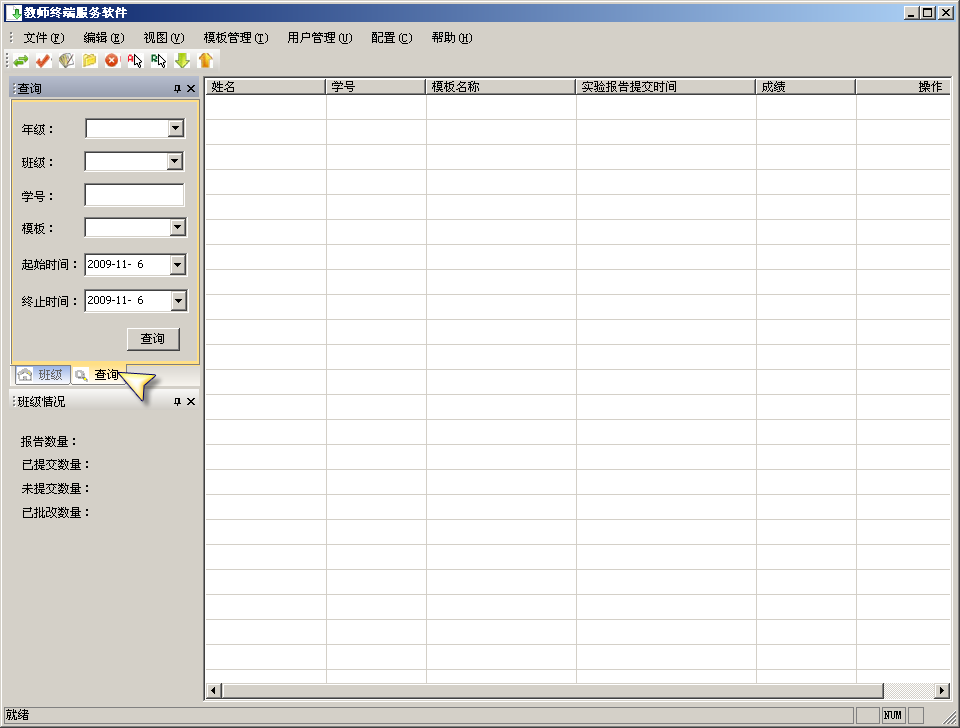 教师终端服务软件
文件(F) 编辑(E) 视图(V) 模板管理(T) 用户管理(U) 配置(C) 帮助(H)
查询
姓名 学号 模板名称 实验报告提交时间 成绩 操作
年级：
班级：
学号：
模板：
起始时间： 2009-11- 6
终止时间： 2009-11- 6
查询
班级 查询
班级情况
报告数量：
已提交数量：
未提交数量：
已批改数量：
就绪 NUM